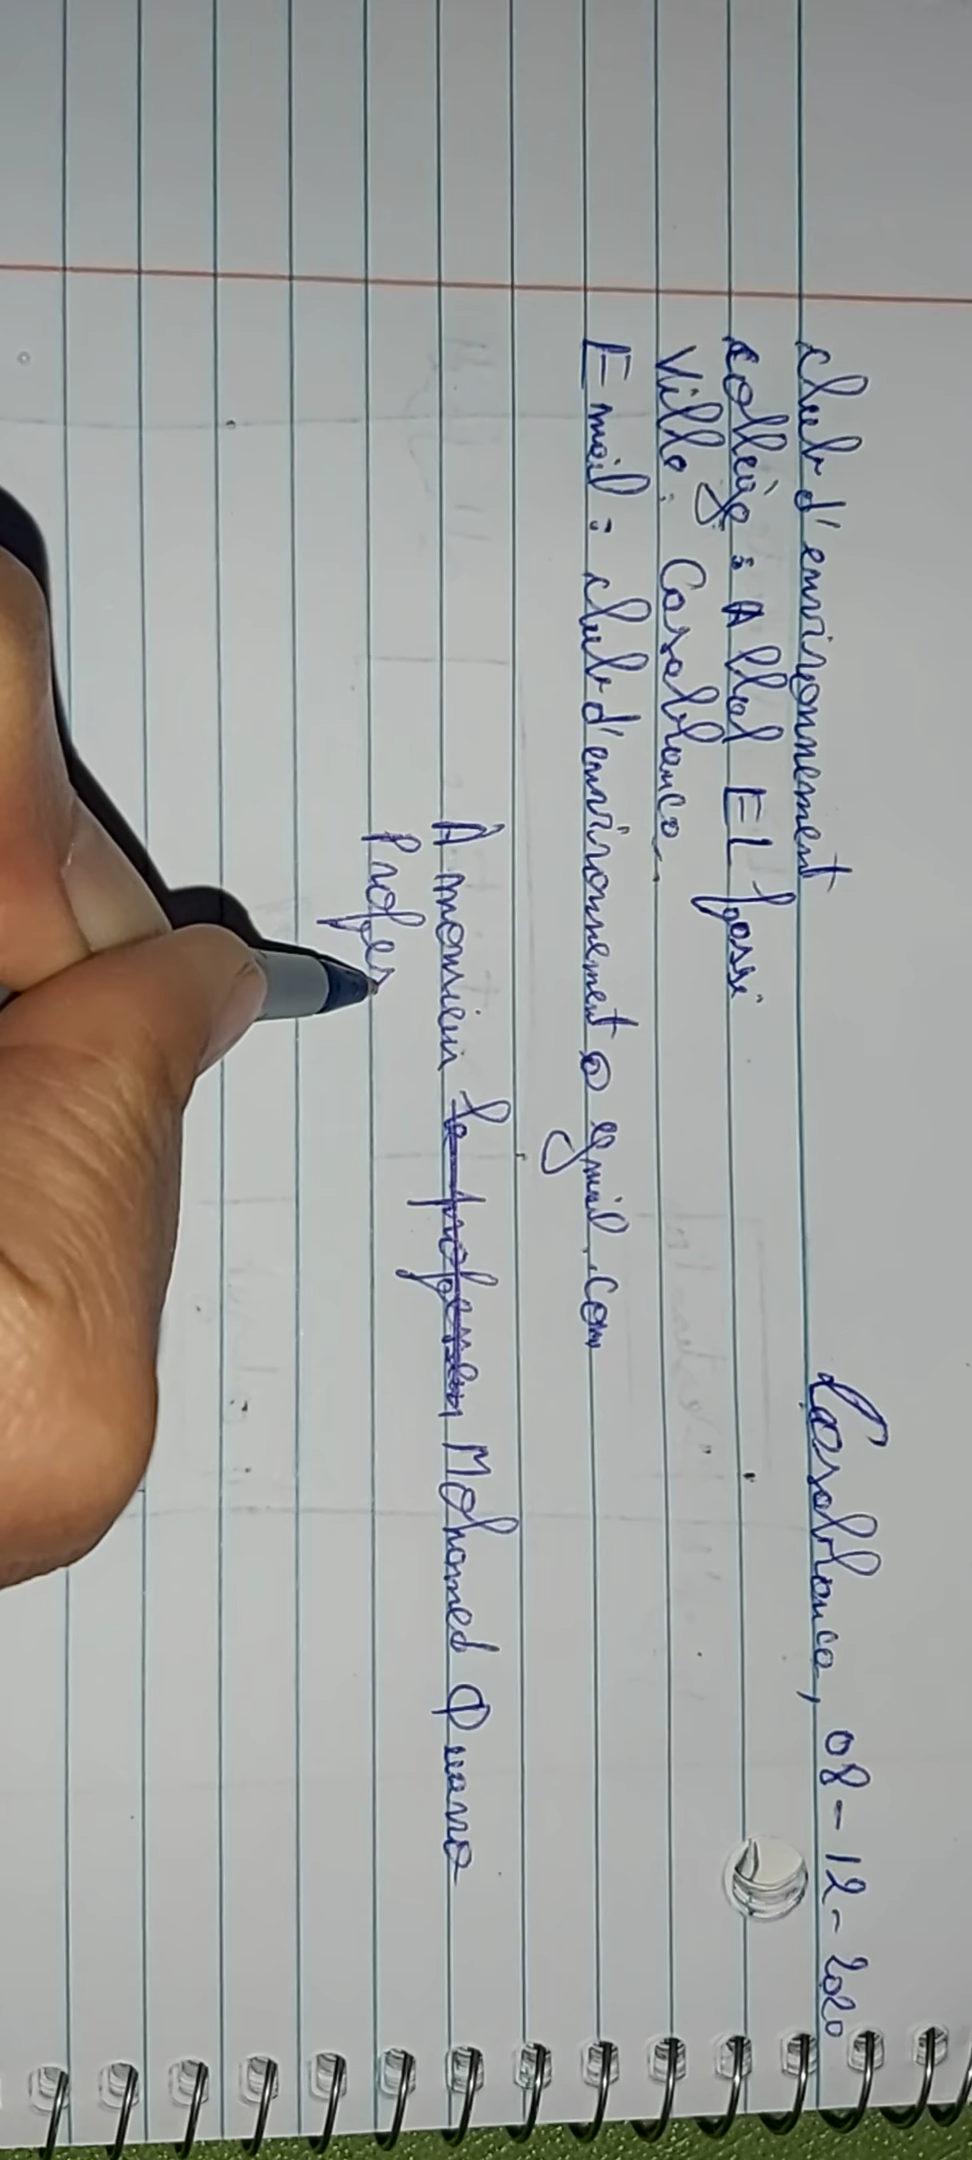 club d'environnement
Casablanca, 08-12-2020
collège : Allal El fassi
Ville : Casablanca.
Email : club d'environnement @ gmail.com
A monsieur le professeur Mohamed
Profes